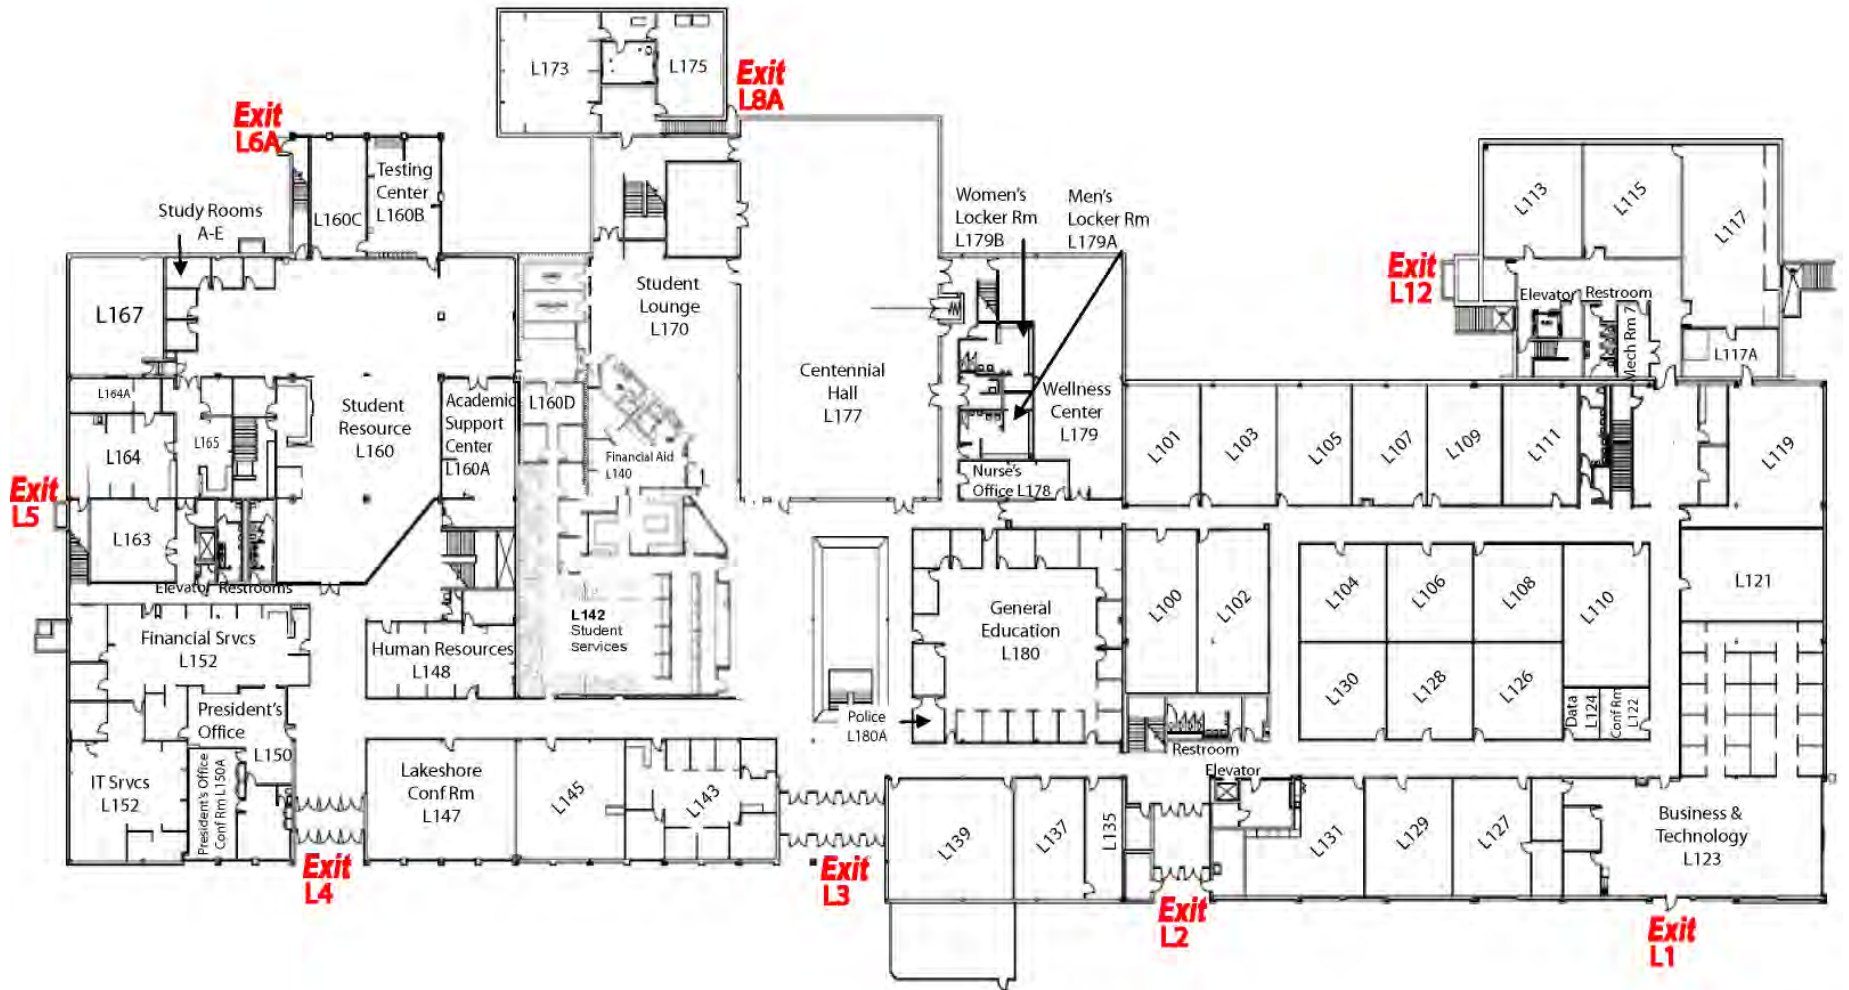 L173
L175
Exit
L8A
Exit
L6A
Testing
Center
L160B
L160C
Study Rooms
A-E
Women's
Locker Rm
L179B
Men's
Locker Rm
L179A
L113
L115
L117
Exit
L12
Elevator
Restroom
Mech Rm 7
L117A
L167
Student
Lounge
L170
Centennial
Hall
L177
Wellness
Center
L179
L164A
L164
L165
Student
Resource
L160
Academic
Support
Center
L160A
L160D
Financial Aid
L140
Nurse's
Office L178
L101
L103
L105
L107
L109
L111
L119
Exit
L5
L163
Elevator
Restrooms
L142
Student
Services
General
Education
L180
L100
L102
L104
L106
L108
L110
L121
Financial Srvcs
L152
Human Resources
L148
L130
L128
L126
Data
L124
Conf Rm
L122
President's
Office
L150
Police
L180A
Restroom
Elevator
IT Srvcs
L152
President's Office
Conf Rm L150A
Lakeshore
Conf Rm
L147
L145
L143
L139
L137
L135
L131
L129
L127
Business &
Technology
L123
Exit
L4
Exit
L3
Exit
L2
Exit
L1